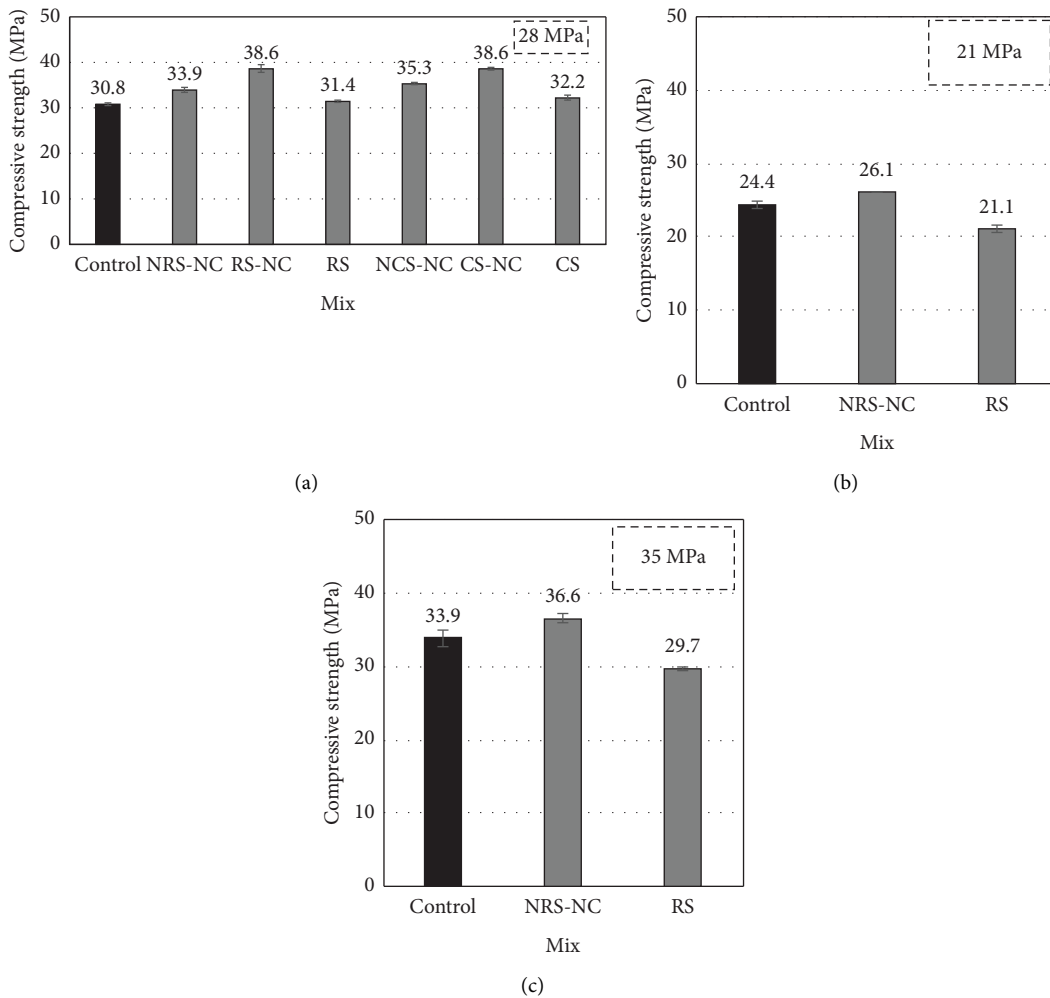 50
40
30
20
10
0
Compressive strength (MPa)
28 MPa
30.8
33.9
38.6
31.4
35.3
38.6
32.2
Control NRS-NC RS-NC RS NCS-NC CS-NC CS
Mix
(a)
50
40
30
20
10
0
Compressive strength (MPa)
21 MPa
24.4
26.1
21.1
Control NRS-NC RS
Mix
(b)
50
40
30
20
10
0
Compressive strength (MPa)
35 MPa
33.9
36.6
29.7
Control NRS-NC RS
Mix
(c)